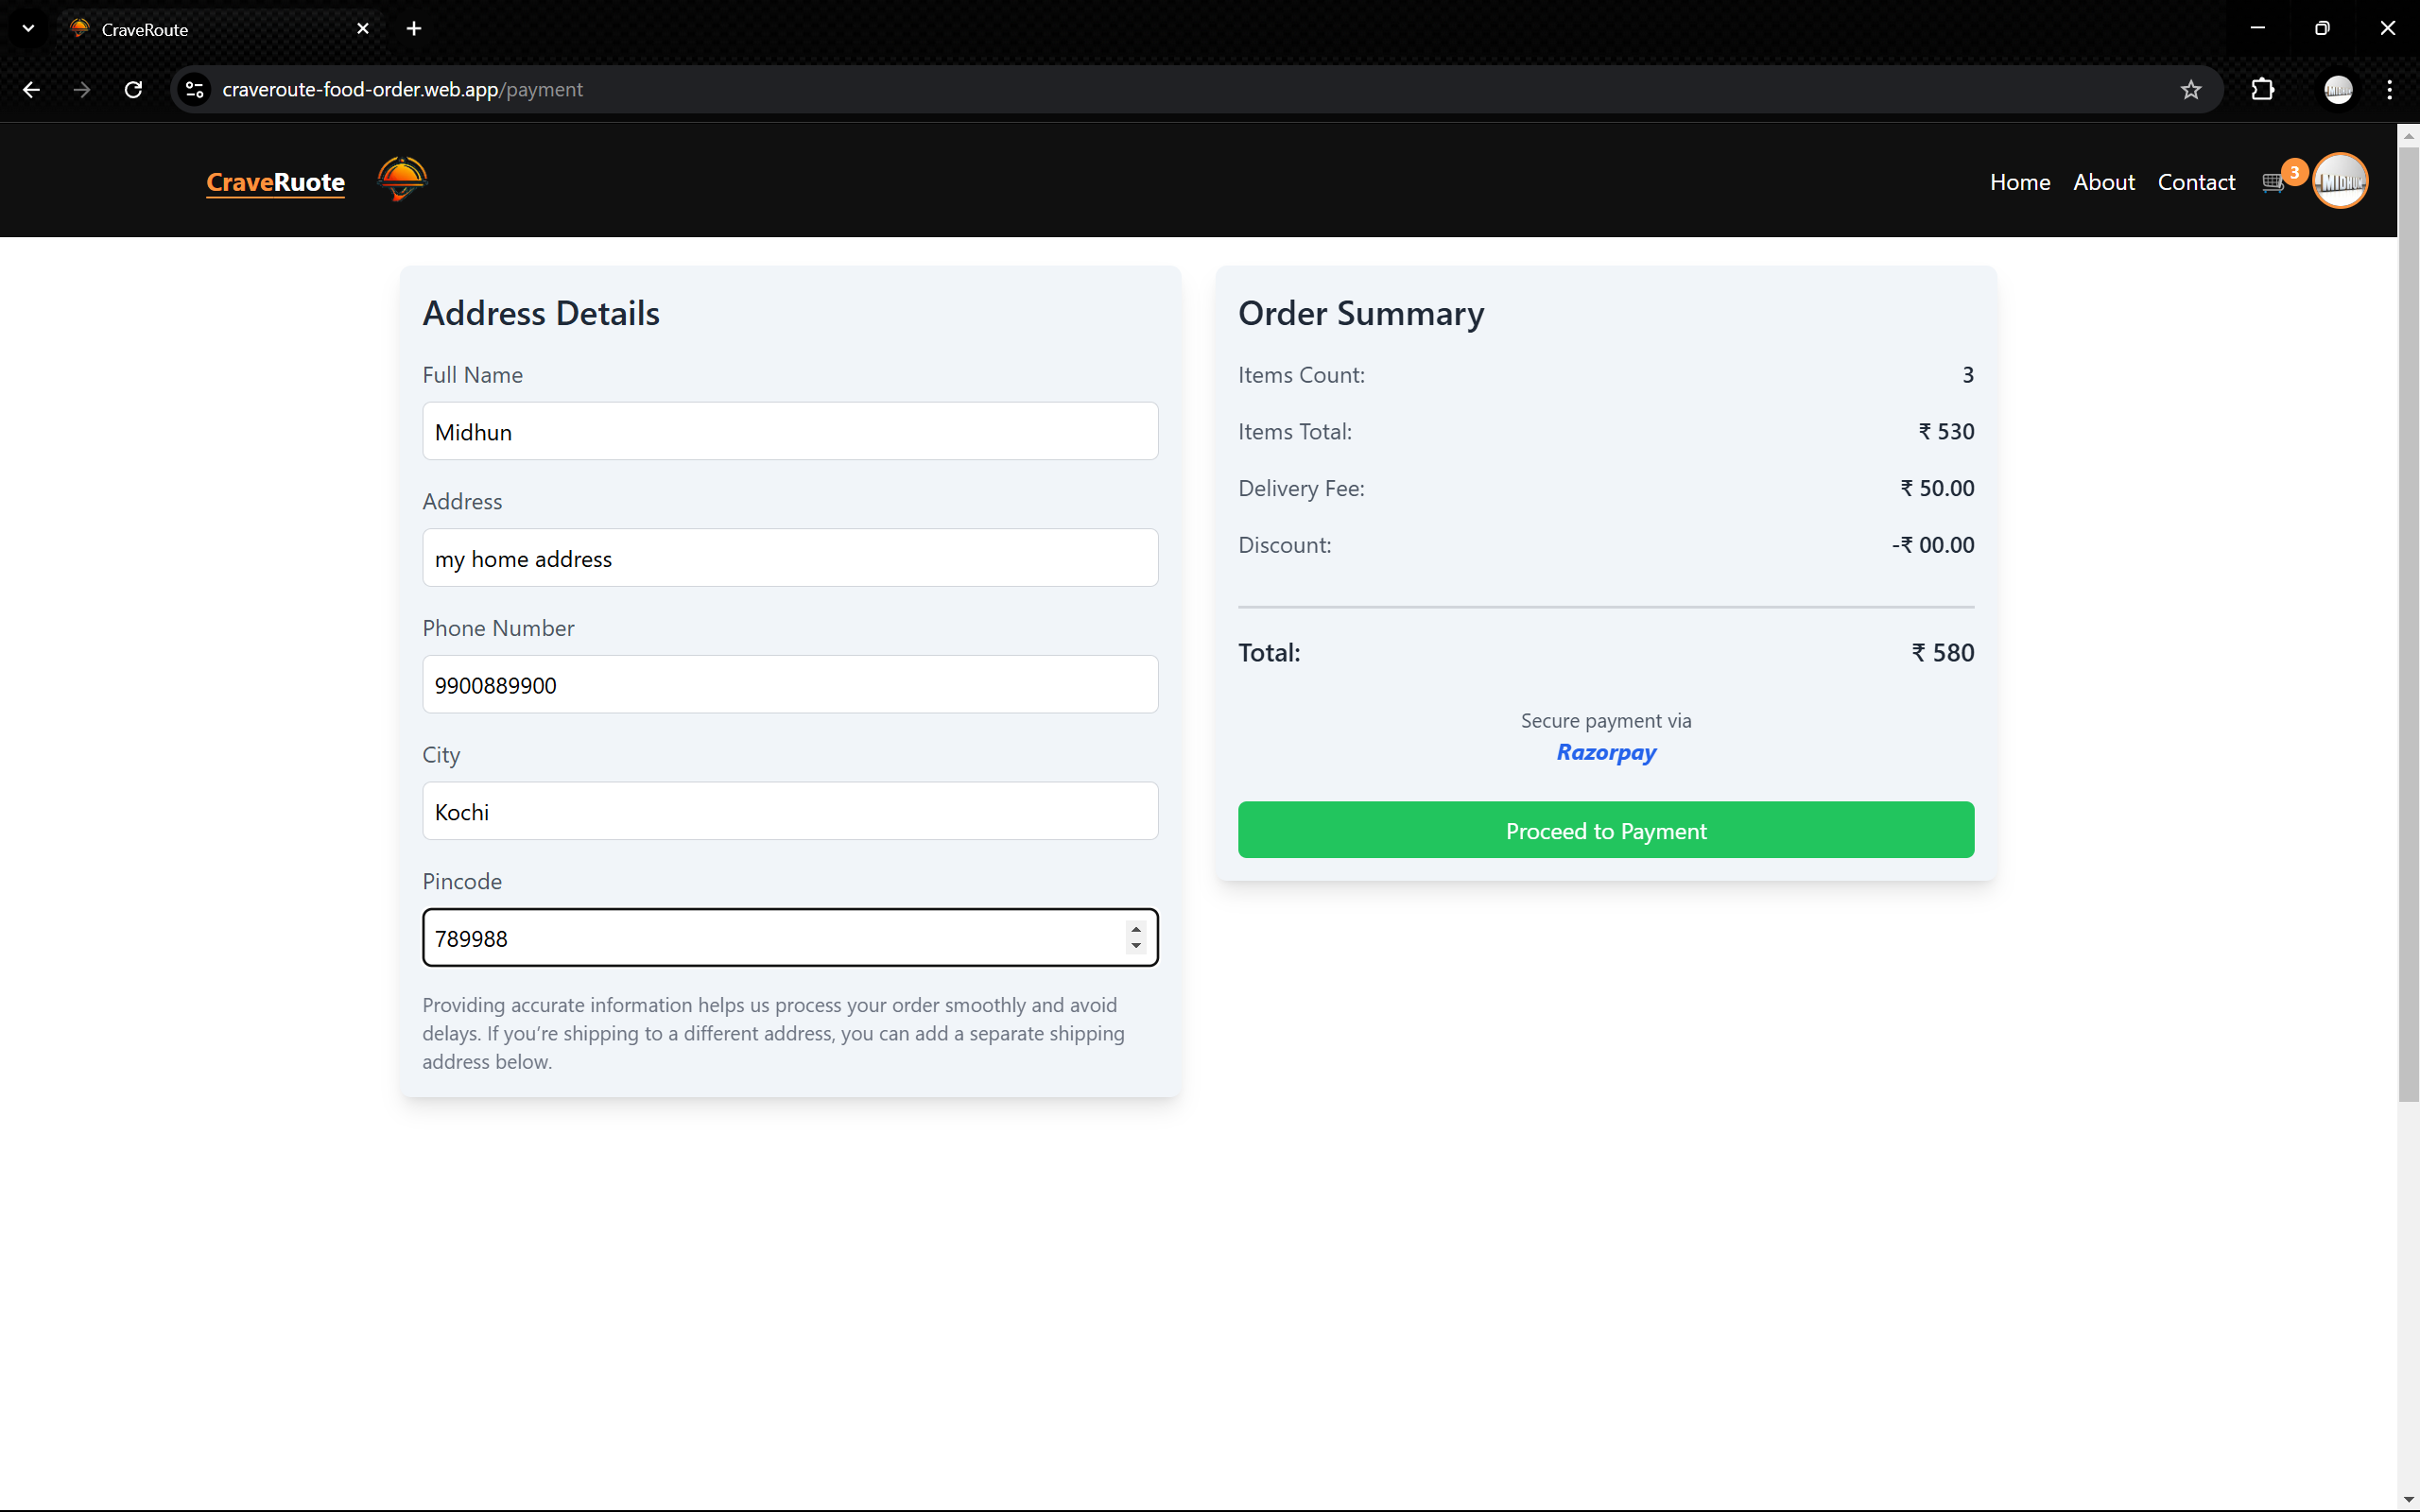 CraveRoute
craveroute-food-order.web.app/payment
CraveRuote
Home About Contact 3
MIDHUN
Address Details
Full Name
Midhun
Address
my home address
Phone Number
9900889900
City
Kochi
Pincode
789988
Providing accurate information helps us process your order smoothly and avoid
delays. If you’re shipping to a different address, you can add a separate shipping
address below.
Order Summary
Items Count: 3
Items Total: ₹ 530
Delivery Fee: ₹ 50.00
Discount: -₹ 00.00
Total: ₹ 580
Secure payment via
Razorpay
Proceed to Payment